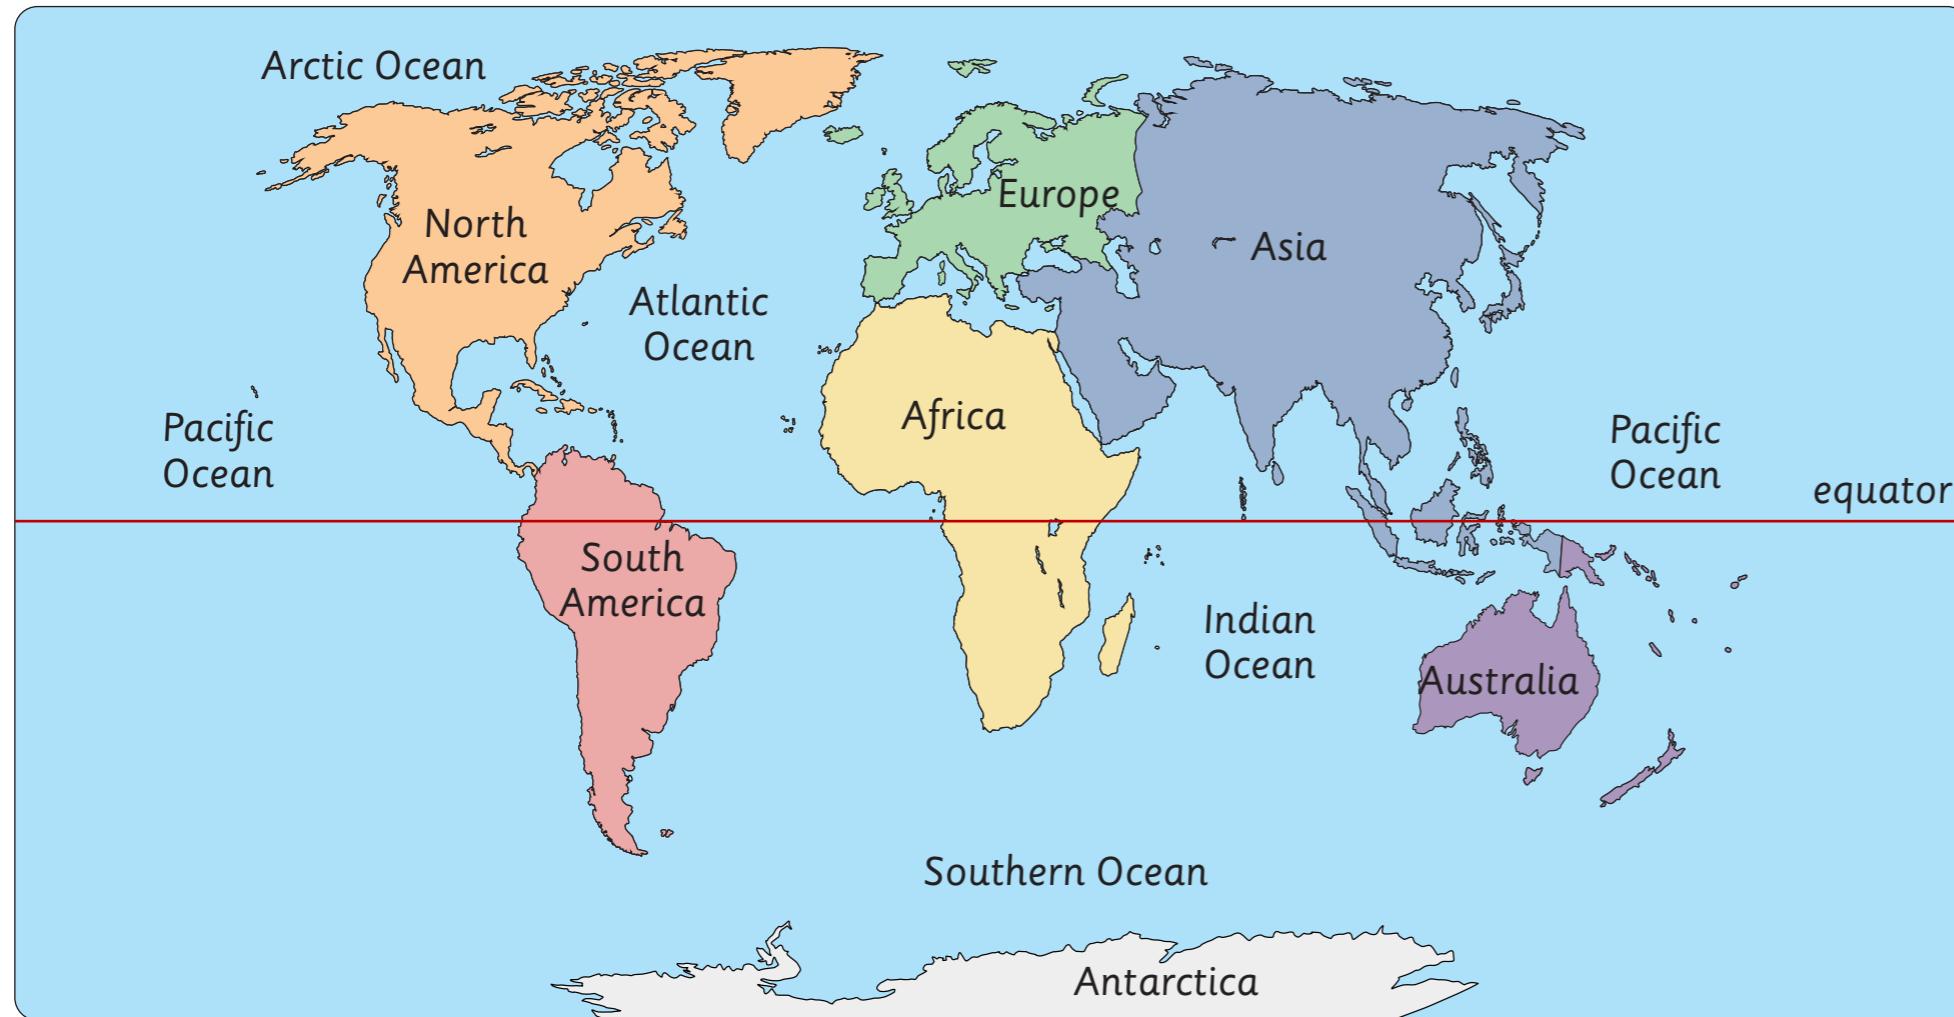 Arctic Ocean
North
America
Europe
Asia
Atlantic
Ocean
Africa
Pacific
Ocean
Pacific
Ocean
equator
South
America
Indian
Ocean
Australia
Southern Ocean
Antarctica